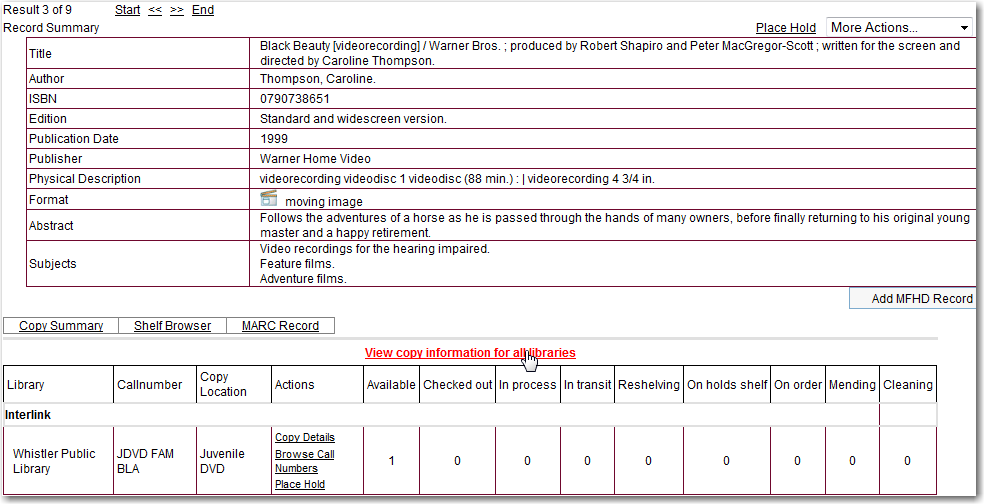 Result 3 of 9 Start << >> End
Record Summary Place Hold More Actions...
Title Black Beauty [videorecording] / Warner Bros. ; produced by Robert Shapiro and Peter MacGregor-Scott ; written for the screen and
directed by Caroline Thompson.
Author Thompson, Caroline.
ISBN 0790738651
Edition Standard and widescreen version.
Publication Date 1999
Publisher Warner Home Video
Physical Description videorecording videodisc 1 videodisc (88 min.) : | videorecording 4 3/4 in.
Format moving image
Abstract Follows the adventures of a horse as he is passed through the hands of many owners, before finally returning to his original young
master and a happy retirement.
Subjects Video recordings for the hearing impaired.
Feature films.
Adventure films.
Add MFHD Record
Copy Summary Shelf Browser MARC Record
View copy information for all libraries
Library Callnumber Copy Location Actions Available Checked out In process In transit Reshelving On holds shelf On order Mending Cleaning
Interlink
Whistler Public Library JDVD FAM BLA Juvenile DVD Copy Details Browse Call Numbers Place Hold 1 0 0 0 0 0 0 0 0